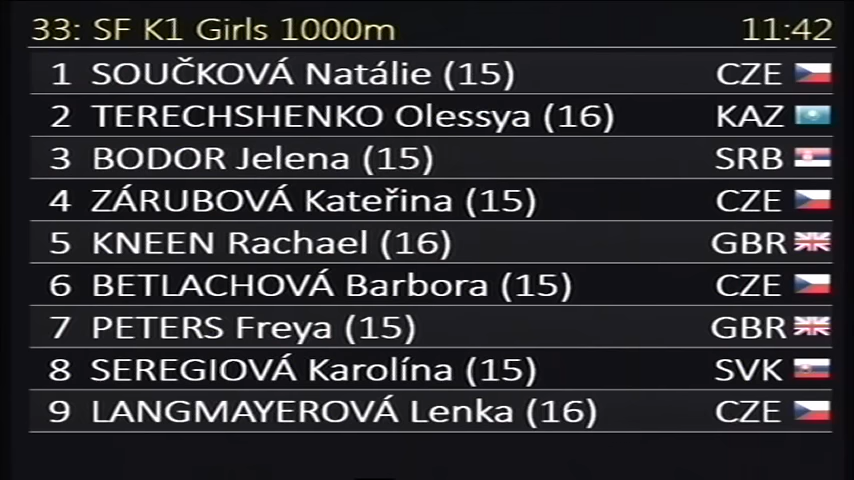 33: SF K1 Girls 1000m 11:42
1 SOUČKOVÁ Natálie (15) CZE
2 TERECHSHENKO Olessya (16) KAZ
3 BODOR Jelena (15) SRB
4 ZÁRUBOVÁ Kateřina (15) CZE
5 KNEEN Rachael (16) GBR
6 BETLACHOVÁ Barbora (15) CZE
7 PETERS Freya (15) GBR
8 SEREGIOVÁ Karolína (15) SVK
9 LANGMAYEROVÁ Lenka (16) CZE